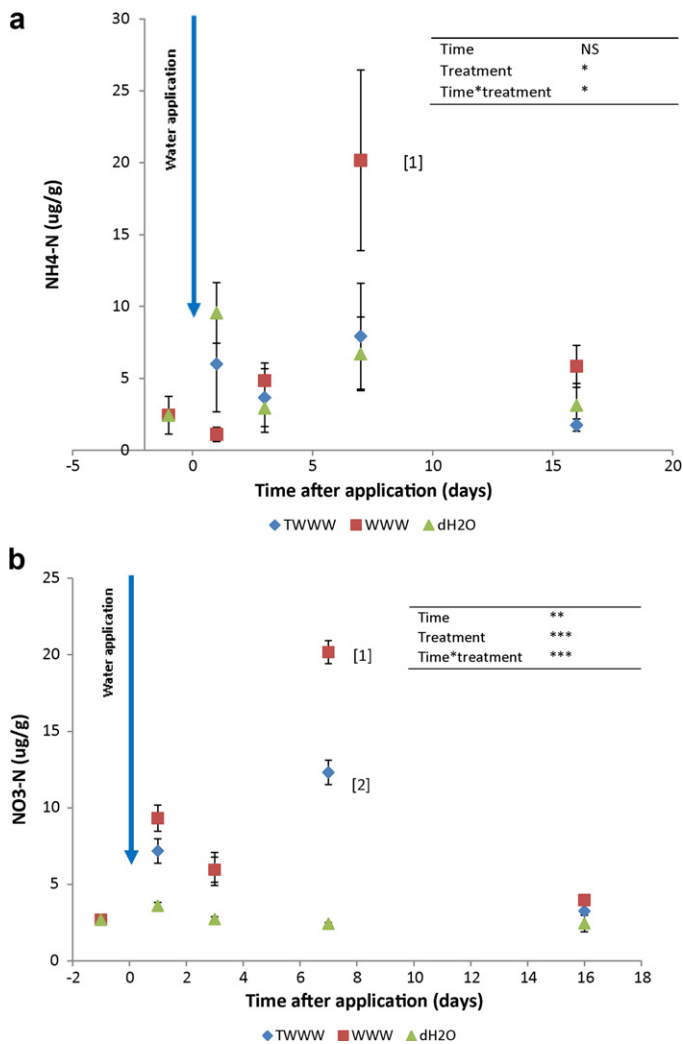 a
30
25
20
15
10
5
0
NH4-N (ug/g)
Water application
Time NS
Treatment *
Time*treatment *
[1]
-5 0 5 10 15 20
Time after application (days)
TWWW WWW dH2O
b
25
20
15
10
5
0
NO3-N (ug/g)
Water application
Time **
Treatment ***
Time*treatment ***
[1]
[2]
-2 0 2 4 6 8 10 12 14 16 18
Time after application (days)
TWWW WWW dH2O